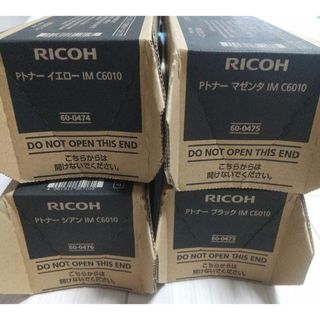 RICOH
Pトナー イエロー IM C6010
60-0474
DO NOT OPEN THIS END
こちらからは
開けないでください。
RICOH
Pトナー マゼンタ IM C6010
60-0475
DO NOT OPEN THIS END
こちらからは
開けないでください。
RICOH
Pトナー シアン IM C6010
60-0476
DO NOT OPEN THIS END
こちらからは
開けないでください。
RICOH
Pトナー ブラック IM C6010
60-0473
DO NOT OPEN THIS END
こちらからは
開けないでください。